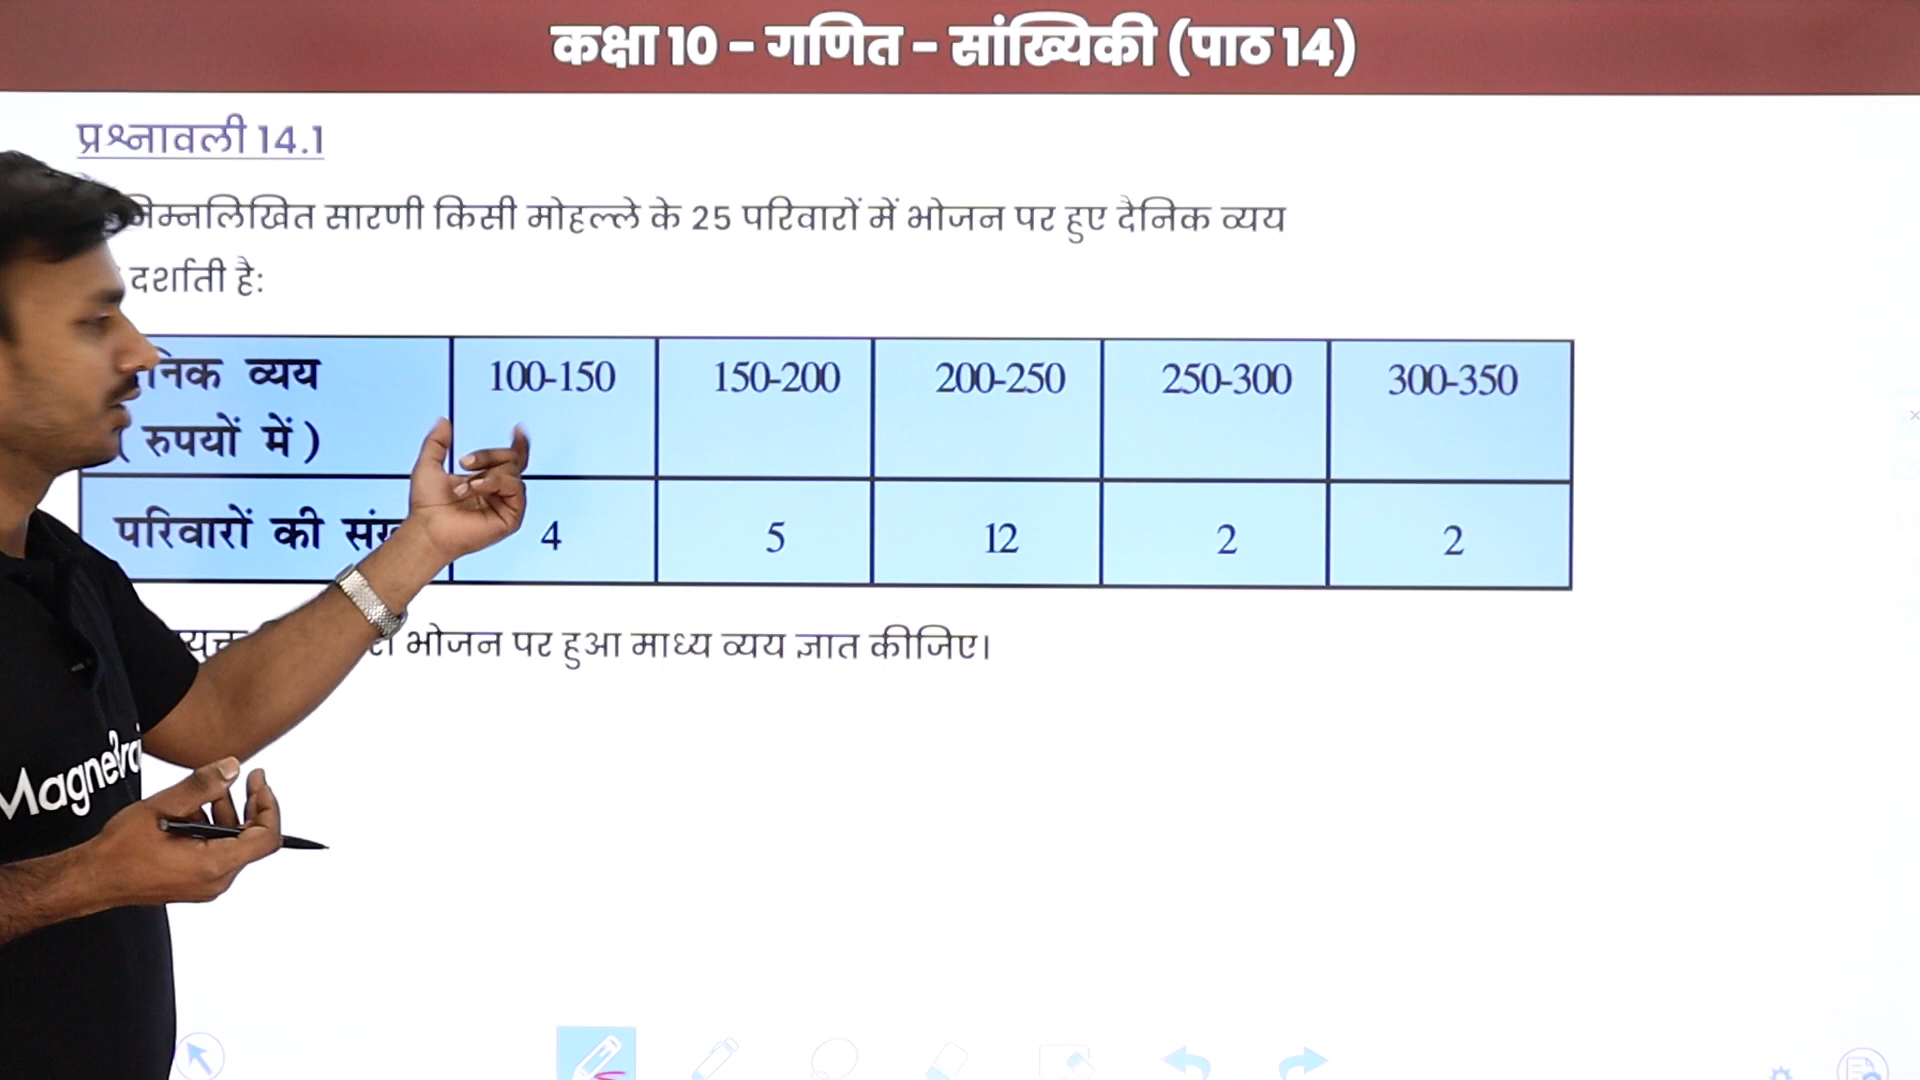 कक्षा 10 - गणित - सांख्यिकी (पाठ 14)
प्रश्नावली 14.1
निम्नलिखित सारणी किसी मोहल्ले के 25 परिवारों में भोजन पर हुए दैनिक व्यय
दर्शाती है:
व्यय 100-150 150-200 200-250 250-300 300-350
(रुपयों में)
परिवारों की 4 5 12 2 2
भोजन पर हुआ माध्य व्यय ज्ञात कीजिए।